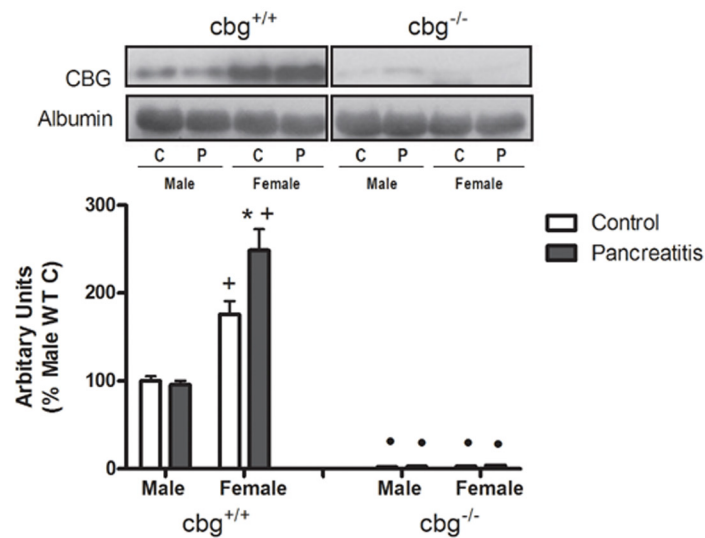 cbg+/+ cbg-/-
CBG
Albumin
C P C P C P C P
Male Female Male Female
300
200
100
0
Arbitary Units
(% Male WT C)
* +
+
• • • •
Control
Pancreatitis
Male Female Male Female
cbg+/+ cbg-/-